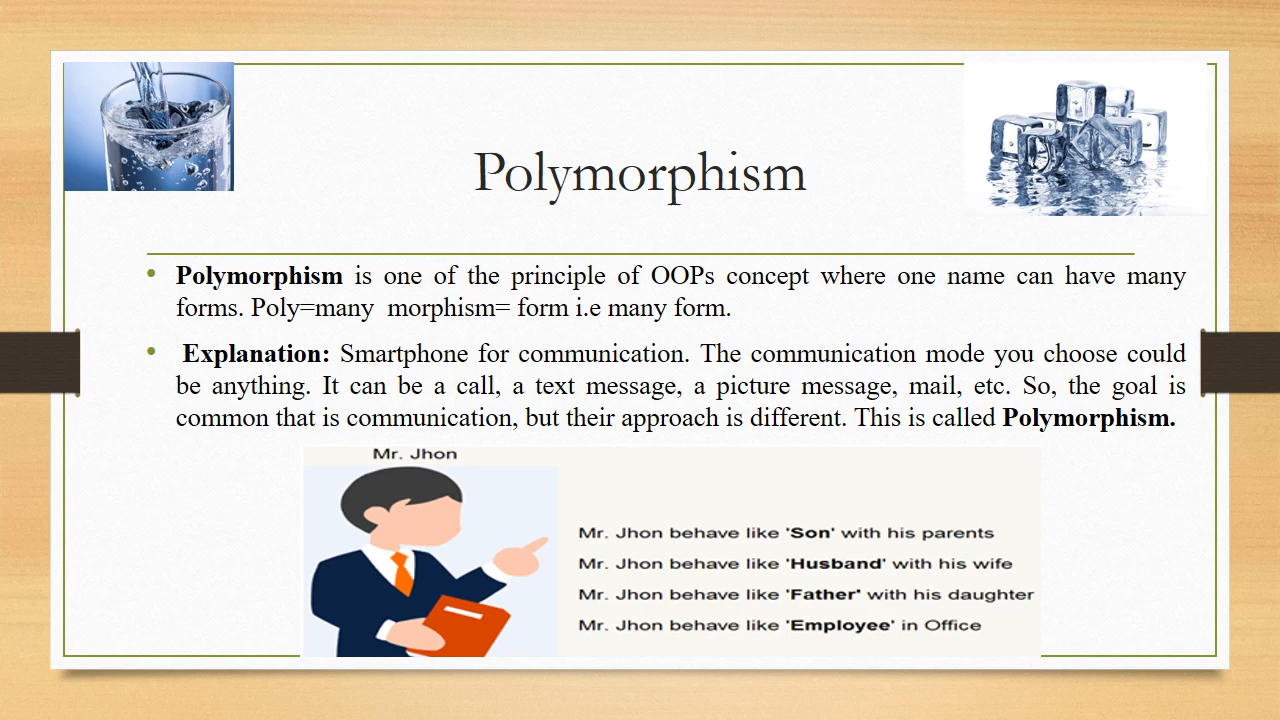 Polymorphism
• Polymorphism is one of the principle of OOPs concept where one name can have many
forms. Poly=many morphism= form i.e many form.
• Explanation: Smartphone for communication. The communication mode you choose could
be anything. It can be a call, a text message, a picture message, mail, etc. So, the goal is
common that is communication, but their approach is different. This is called Polymorphism.
Mr. Jhon
Mr. Jhon behave like 'Son' with his parents
Mr. Jhon behave like 'Husband' with his wife
Mr. Jhon behave like 'Father' with his daughter
Mr. Jhon behave like 'Employee' in Office